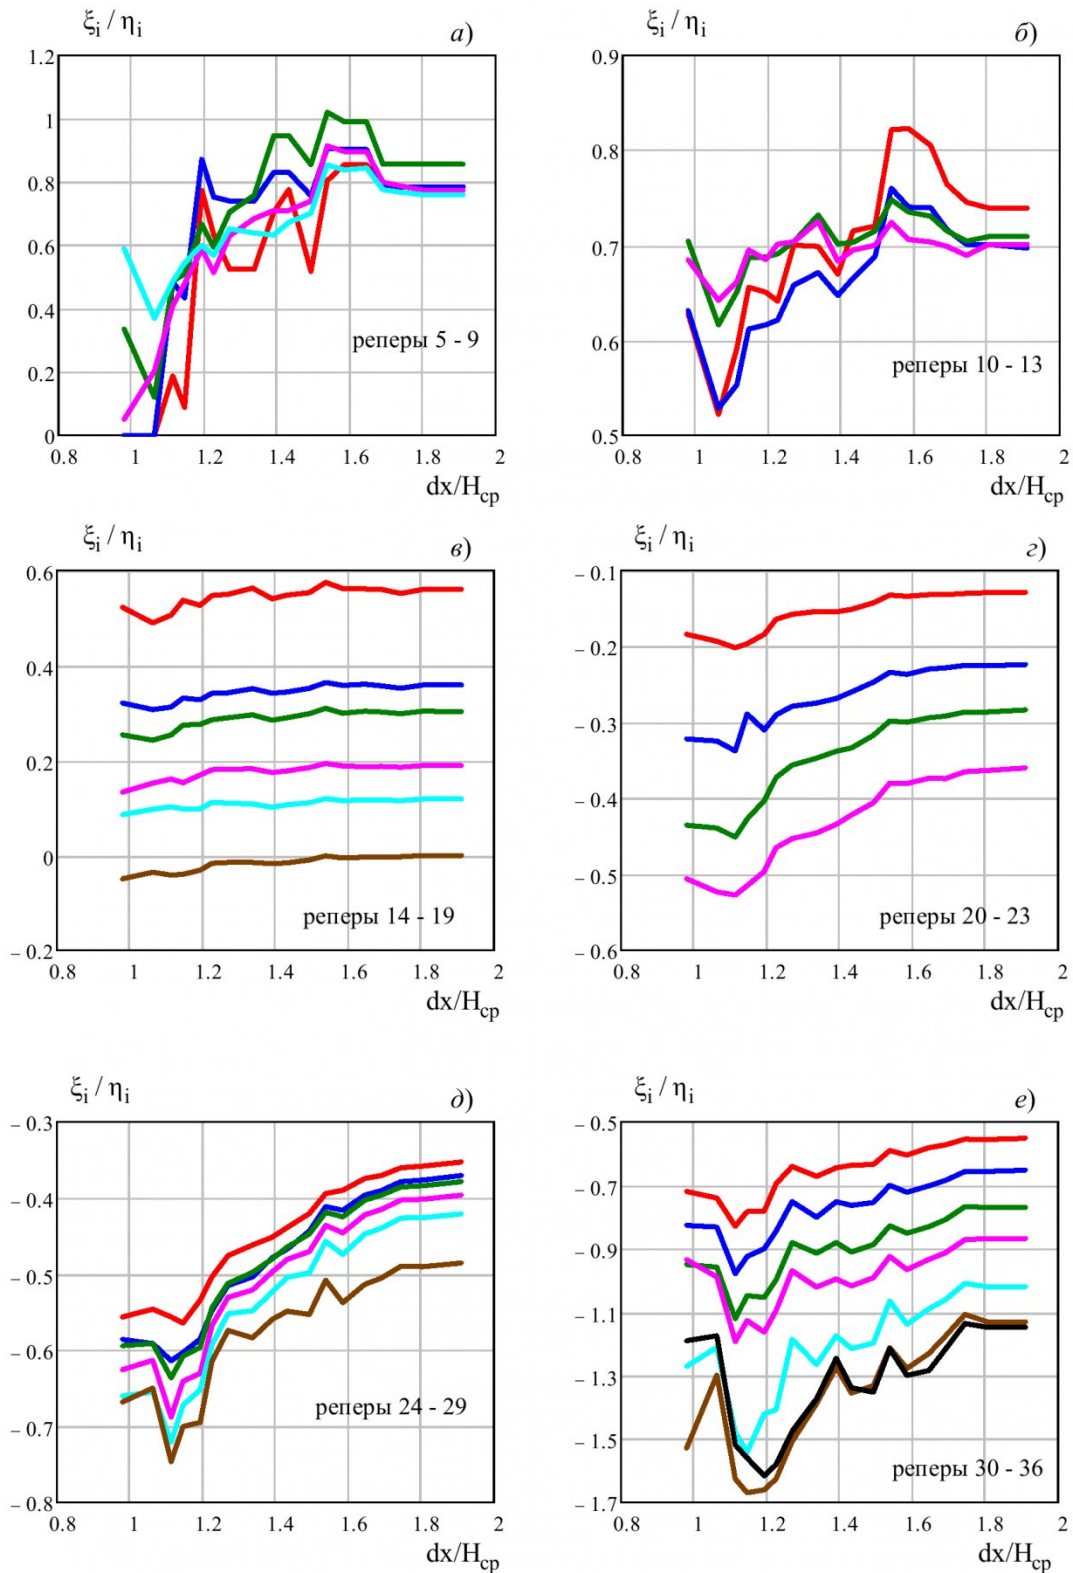 ξi / ηi а) ξi / ηi б)
1.2 0.9
1 0.8
0.8
0.6 0.7
0.4
реперы 5 - 9
0.2 0.6 реперы 10 - 13
0 0.5
0.8 1 1.2 1.4 1.6 1.8 2 0.8 1 1.2 1.4 1.6 1.8 2
dx/Hср dx/Hср
ξi / ηi в) ξi / ηi г)
0.6 – 0.1
– 0.2
0.4
– 0.3
0.2
– 0.4
0 – 0.5
реперы 14 - 19 реперы 20 - 23
– 0.2 – 0.6
0.8 1 1.2 1.4 1.6 1.8 2 0.8 1 1.2 1.4 1.6 1.8 2
dx/Hср dx/Hср
ξi / ηi д) ξi / ηi е)
– 0.3 – 0.5
– 0.4 – 0.7
– 0.5 – 0.9
– 0.6 – 1.1
– 1.3
– 0.7 реперы 24 - 29
– 1.5 реперы 30 - 36
– 0.8 – 1.7
0.8 1 1.2 1.4 1.6 1.8 2 0.8 1 1.2 1.4 1.6 1.8 2
dx/Hср dx/Hср